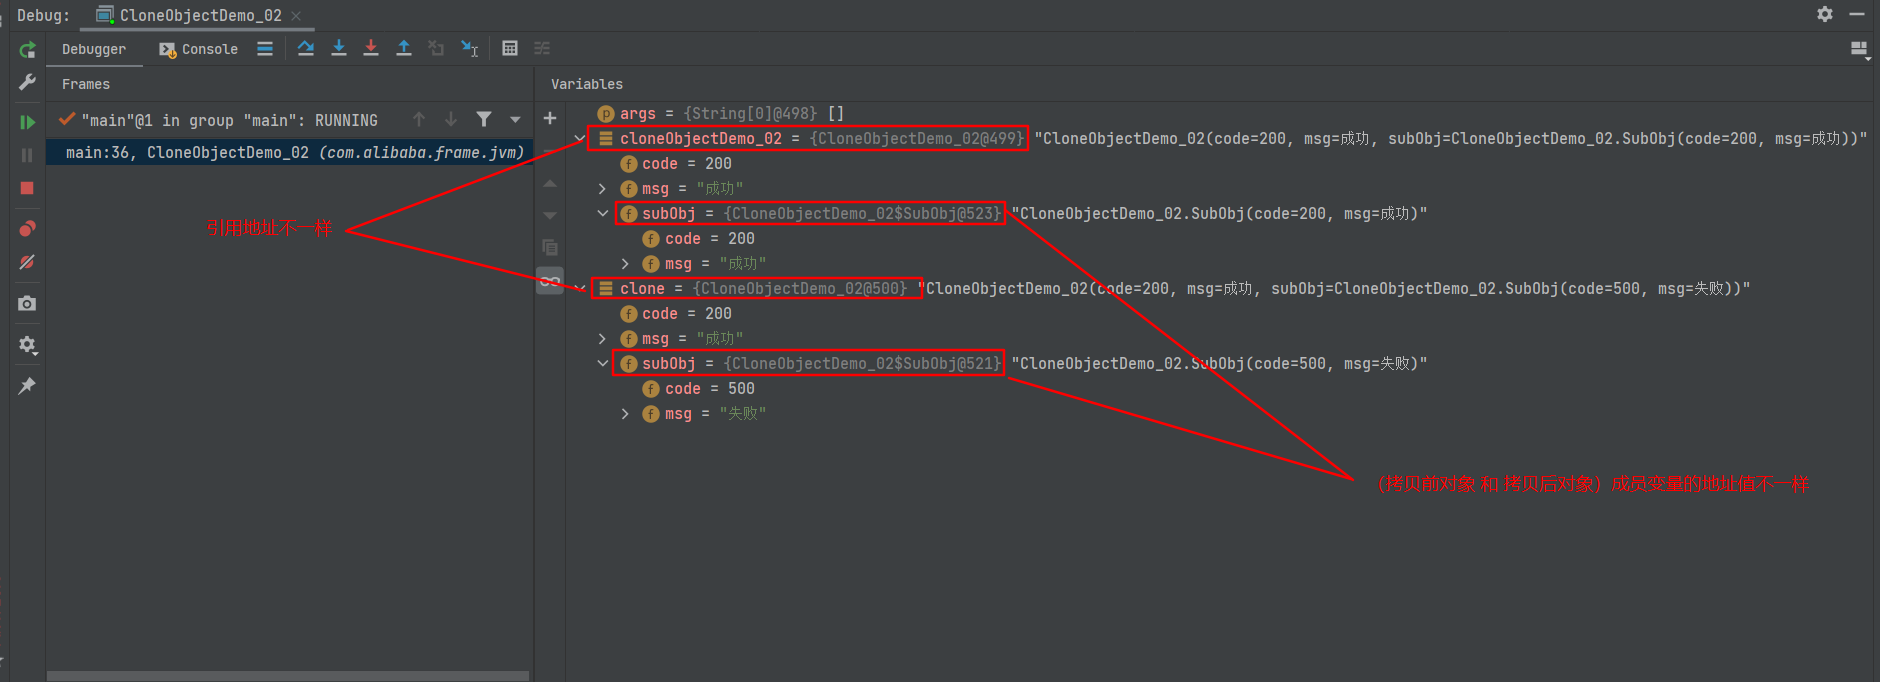 Debug: CloneObjectDemo_02
Debugger Console
Frames
Variables
"main"@1 in group "main": RUNNING
main:36, CloneObjectDemo_02 (com.alibaba.frame.jvm)
args = {String[0]@498} []
cloneObjectDemo_02 = {CloneObjectDemo_02@499} "CloneObjectDemo_02(code=200, msg=成功, subObj=CloneObjectDemo_02.SubObj(code=200, msg=成功))"
code = 200
msg = "成功"
subObj = {CloneObjectDemo_02$SubObj@523} "CloneObjectDemo_02.SubObj(code=200, msg=成功)"
code = 200
msg = "成功"
clone = {CloneObjectDemo_02@500} "CloneObjectDemo_02(code=200, msg=成功, subObj=CloneObjectDemo_02.SubObj(code=500, msg=失败))"
code = 200
msg = "成功"
subObj = {CloneObjectDemo_02$SubObj@521} "CloneObjectDemo_02.SubObj(code=500, msg=失败)"
code = 500
msg = "失败"
引用地址不一样
（拷贝前对象 和 拷贝后对象）成员变量的地址值不一样